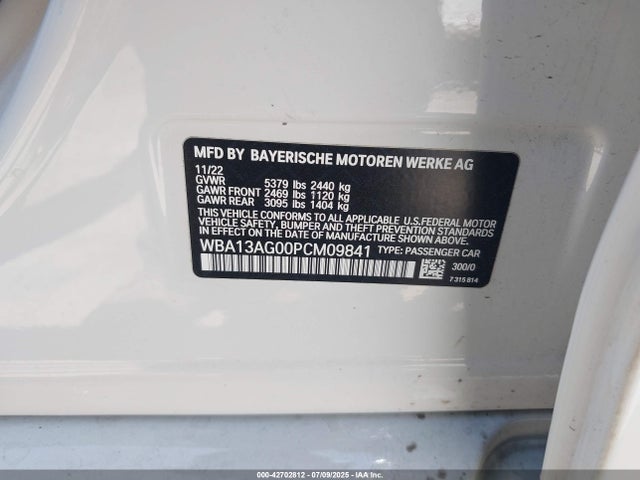 MFD BY BAYERISCHE MOTOREN WERKE AG
11/22
GVWR 5379 lbs 2440 kg
GAWR FRONT 2469 lbs 1120 kg
GAWR REAR 3095 lbs 1404 kg
THIS VEHICLE CONFORMS TO ALL APPLICABLE U.S.FEDERAL MOTOR
VEHICLE SAFETY, BUMPER, AND THEFT PREVENTION STANDARDS
IN EFFECT ON THE DATE OF MANUFACTURE SHOWN ABOVE.
WBA13AG00PCM09841 TYPE: PASSENGER CAR
300/0
7 315 814
000-42702812 - 07/09/2025 - IAA Inc.